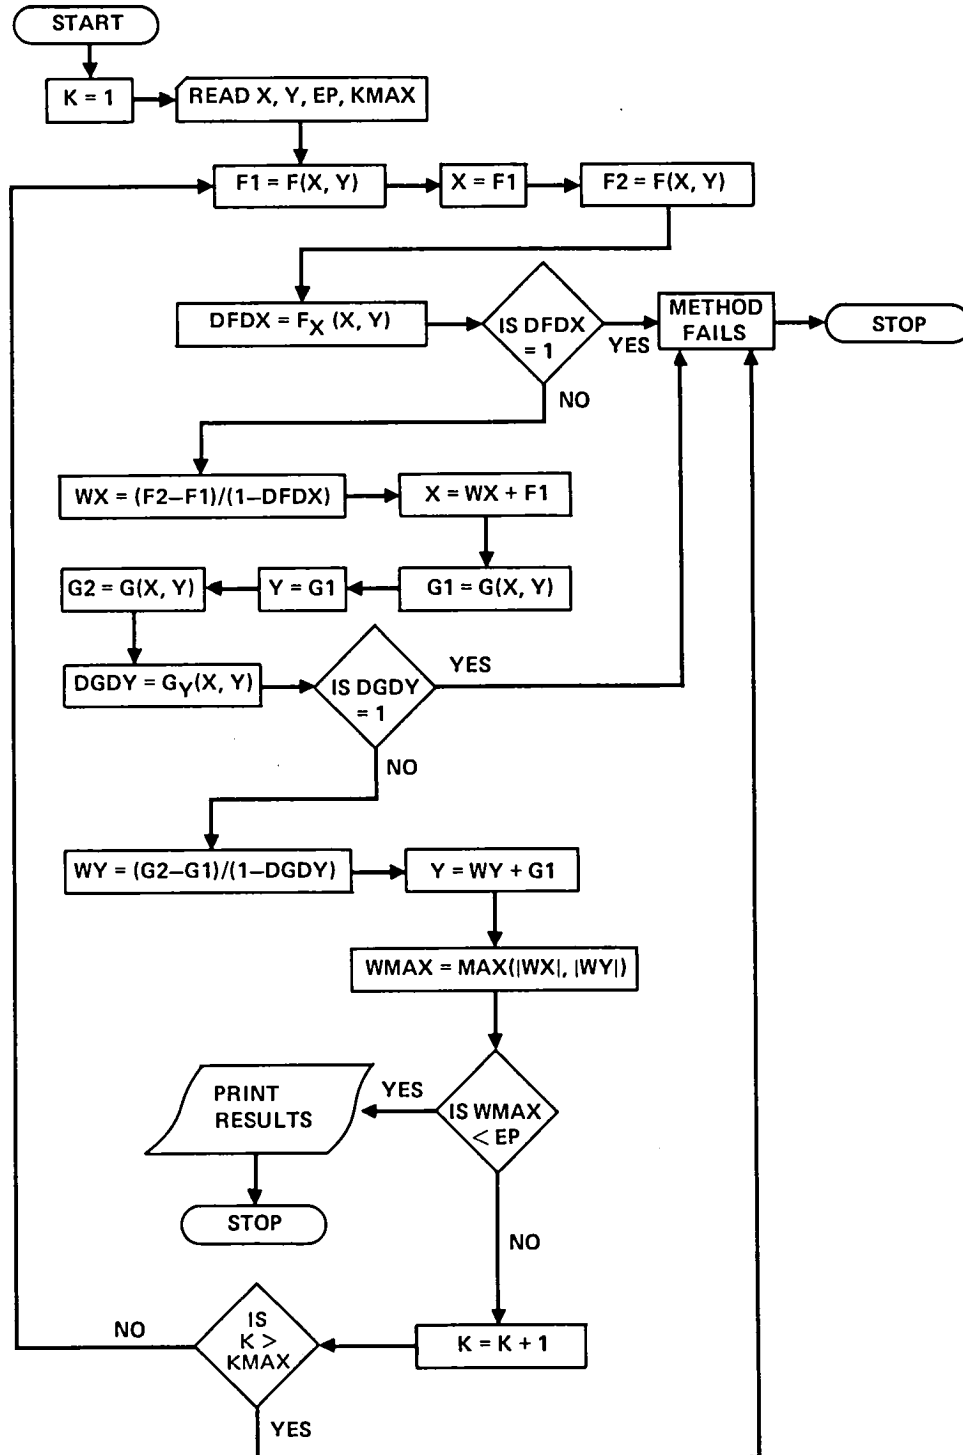 START
K = 1
READ X, Y, EP, KMAX
F1 = F(X, Y)
X = F1
F2 = F(X, Y)
DFDX = FX (X, Y)
IS DFDX
= 1
YES
METHOD
FAILS
STOP
NO
WX = (F2–F1)/(1–DFDX)
X = WX + F1
G2 = G(X, Y)
Y = G1
G1 = G(X, Y)
DGDY = GY(X, Y)
IS DGDY
= 1
YES
NO
WY = (G2–G1)/(1–DGDY)
Y = WY + G1
WMAX = MAX(|WX|, |WY|)
PRINT
RESULTS
YES
IS WMAX
< EP
STOP
NO
NO
IS
K >
KMAX
K = K + 1
YES